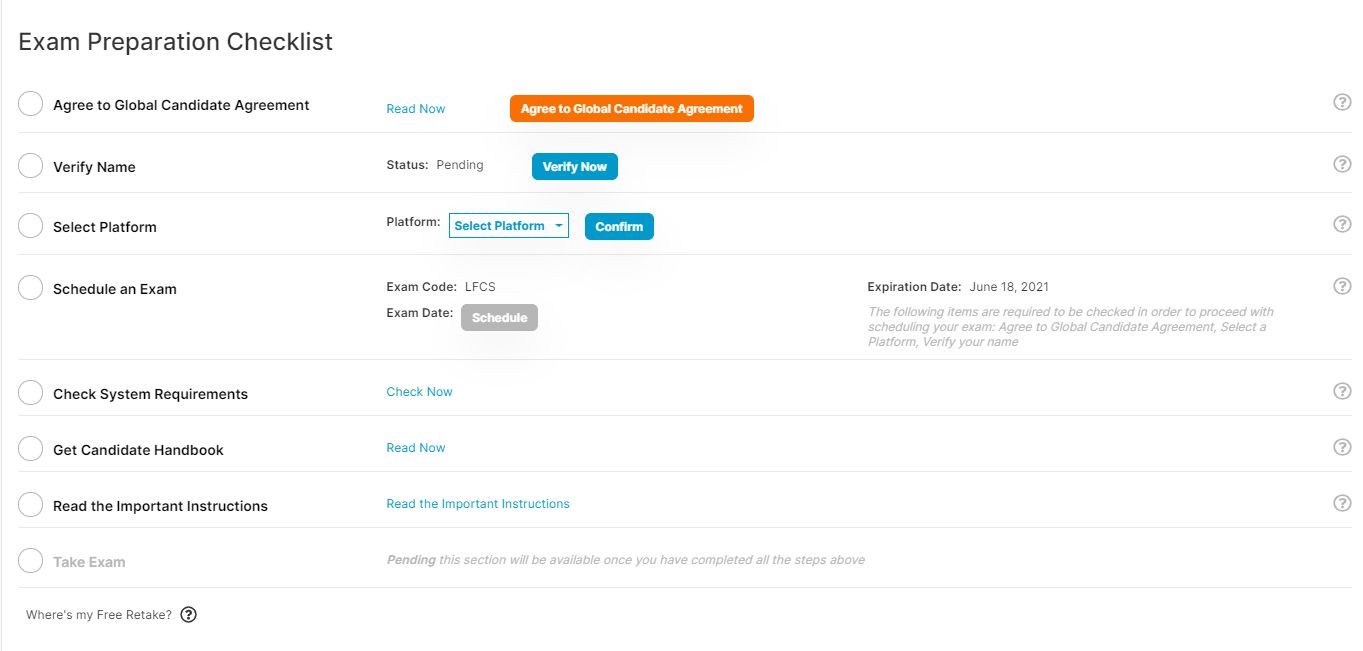 Exam Preparation Checklist
Agree to Global Candidate Agreement Read Now Agree to Global Candidate Agreement ?
Verify Name Status: Pending Verify Now ?
Select Platform Platform: Select Platform Confirm ?
Schedule an Exam Exam Code: LFCS Expiration Date: June 18, 2021 ?
Exam Date: Schedule The following items are required to be checked in order to proceed with
scheduling your exam: Agree to Global Candidate Agreement, Select a
Platform, Verify your name
Check System Requirements Check Now ?
Get Candidate Handbook Read Now ?
Read the Important Instructions Read the Important Instructions ?
Take Exam Pending this section will be available once you have completed all the steps above
Where's my Free Retake? ?